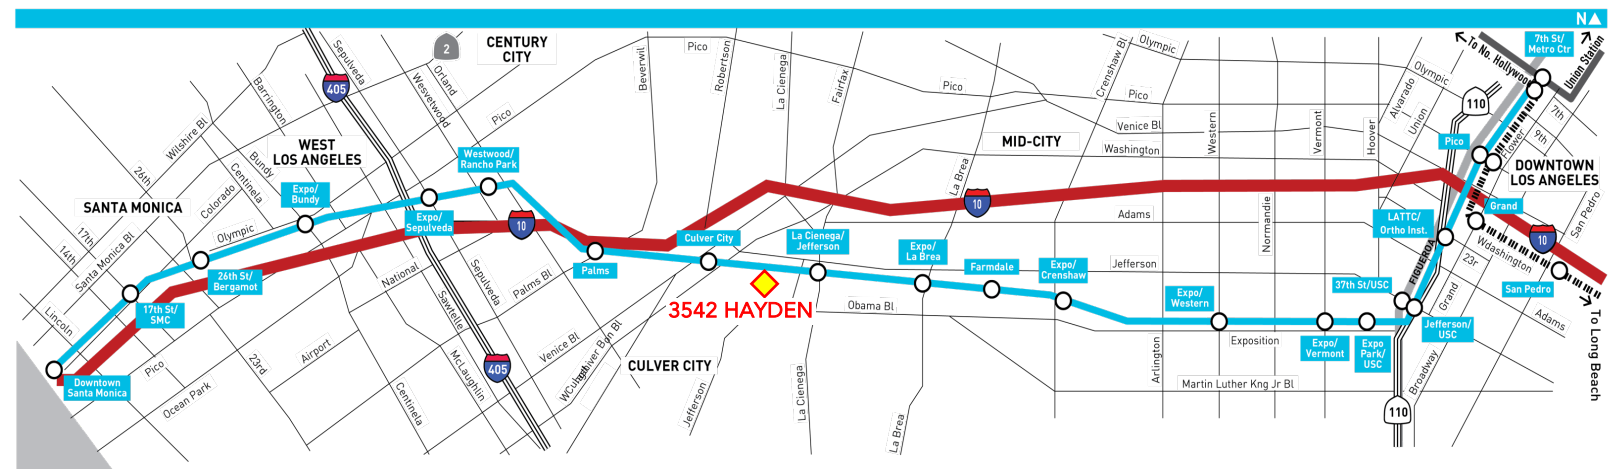 N
CENTURY
CITY
2
405
Sepulveda
Orland
Wesvelwood
Barrington
Pico
Pico
Beverwil
Robertson
La Cienega
Fairfax
Pico
Crenshaw Bl
Olympic
Pico
Venice Bl
Washington
Western
Vermont
Hoover
Alvarado
Union
Olympic
110
To No. Hollywood
7th St/
Metro Ctr
Union Station
7th
9th
Flower
Pico
DOWNTOWN
LOS ANGELES
MID-CITY
La Brea
10
WEST
LOS ANGELES
Wilshire Bl
Bundy
Centinela
Colorado
26th
Westwood/
Rancho Park
Expo/
Bundy
SANTA MONICA
17th
14th
Santa Monica Bl
Olympic
Expo/
Sepulveda
10
Palms
Culver City
La Cienega/
Jefferson
Expo/
La Brea
Farmdale
Expo/
Crenshaw
Adams
Normandie
Jefferson
LATTC/
Ortho Inst.
FIGUEROA
Grand
San Pedro
10
Wdashington
23r
San Pedro
To Long Beach
Adams
Grand
37th St/USC
Jefferson/
USC
Expo/
Western
Expo/
Vermont
Expo
Park/
USC
Exposition
Arlington
Martin Luther Kng Jr Bl
Broadway
110
Obama Bl
3542 HAYDEN
CULVER CITY
26th St/
Bergamot
17th St/
SMC
Downtown
Santa Monica
Lincoln
Pico
Ocean Park
23rd
Airport
National
Sawtelle
Sepulveda
Palms Bl
Venice Bl
McLaughlin
Centinela
405
Jefferson
La Cienega
La Brea